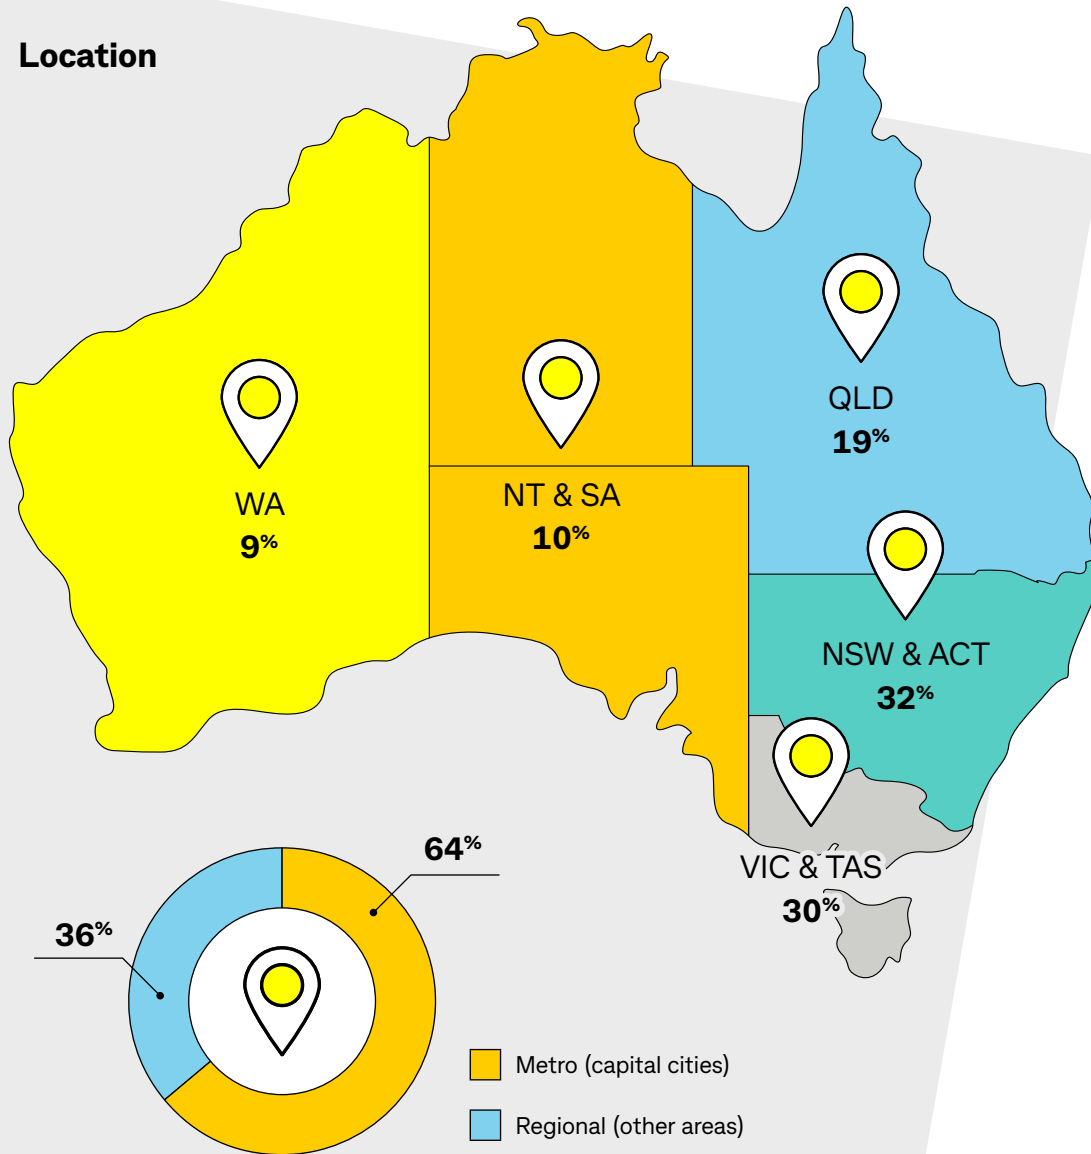 Location
QLD
19%
WA
9%
NT & SA
10%
NSW & ACT
32%
VIC & TAS
30%
64%
36%
Metro (capital cities)
Regional (other areas)